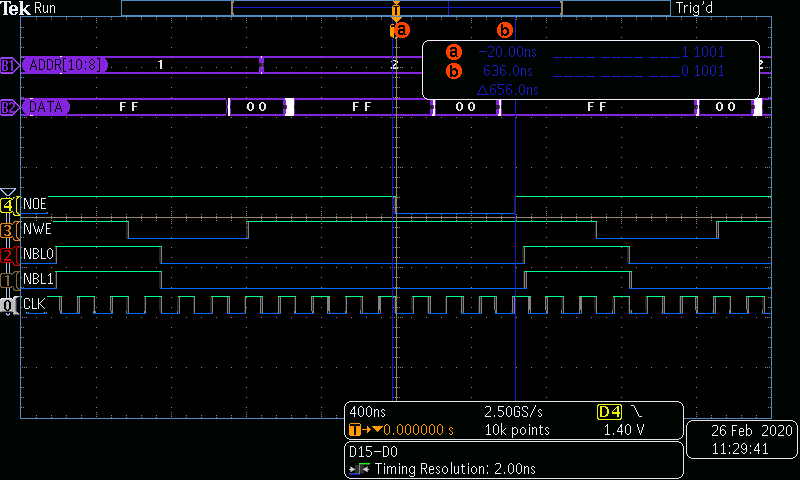 Tek Run Trig'd
T
a b
a -20.00ns ____ ____ ___1 1001
b 636.0ns ____ ____ ___0 1001
△656.0ns
B1 ADDR[10:8] 1 2 2
B2 DATA FF 00 FF 00 FF 00
4 NOE
3 NWE
2 NBL0
1 NBL1
0 CLK
400ns 2.50GS/s D4
T→▼0.000000 s 10k points 1.40 V
D15-D0
Timing Resolution: 2.00ns
26 Feb 2020
11:29:41